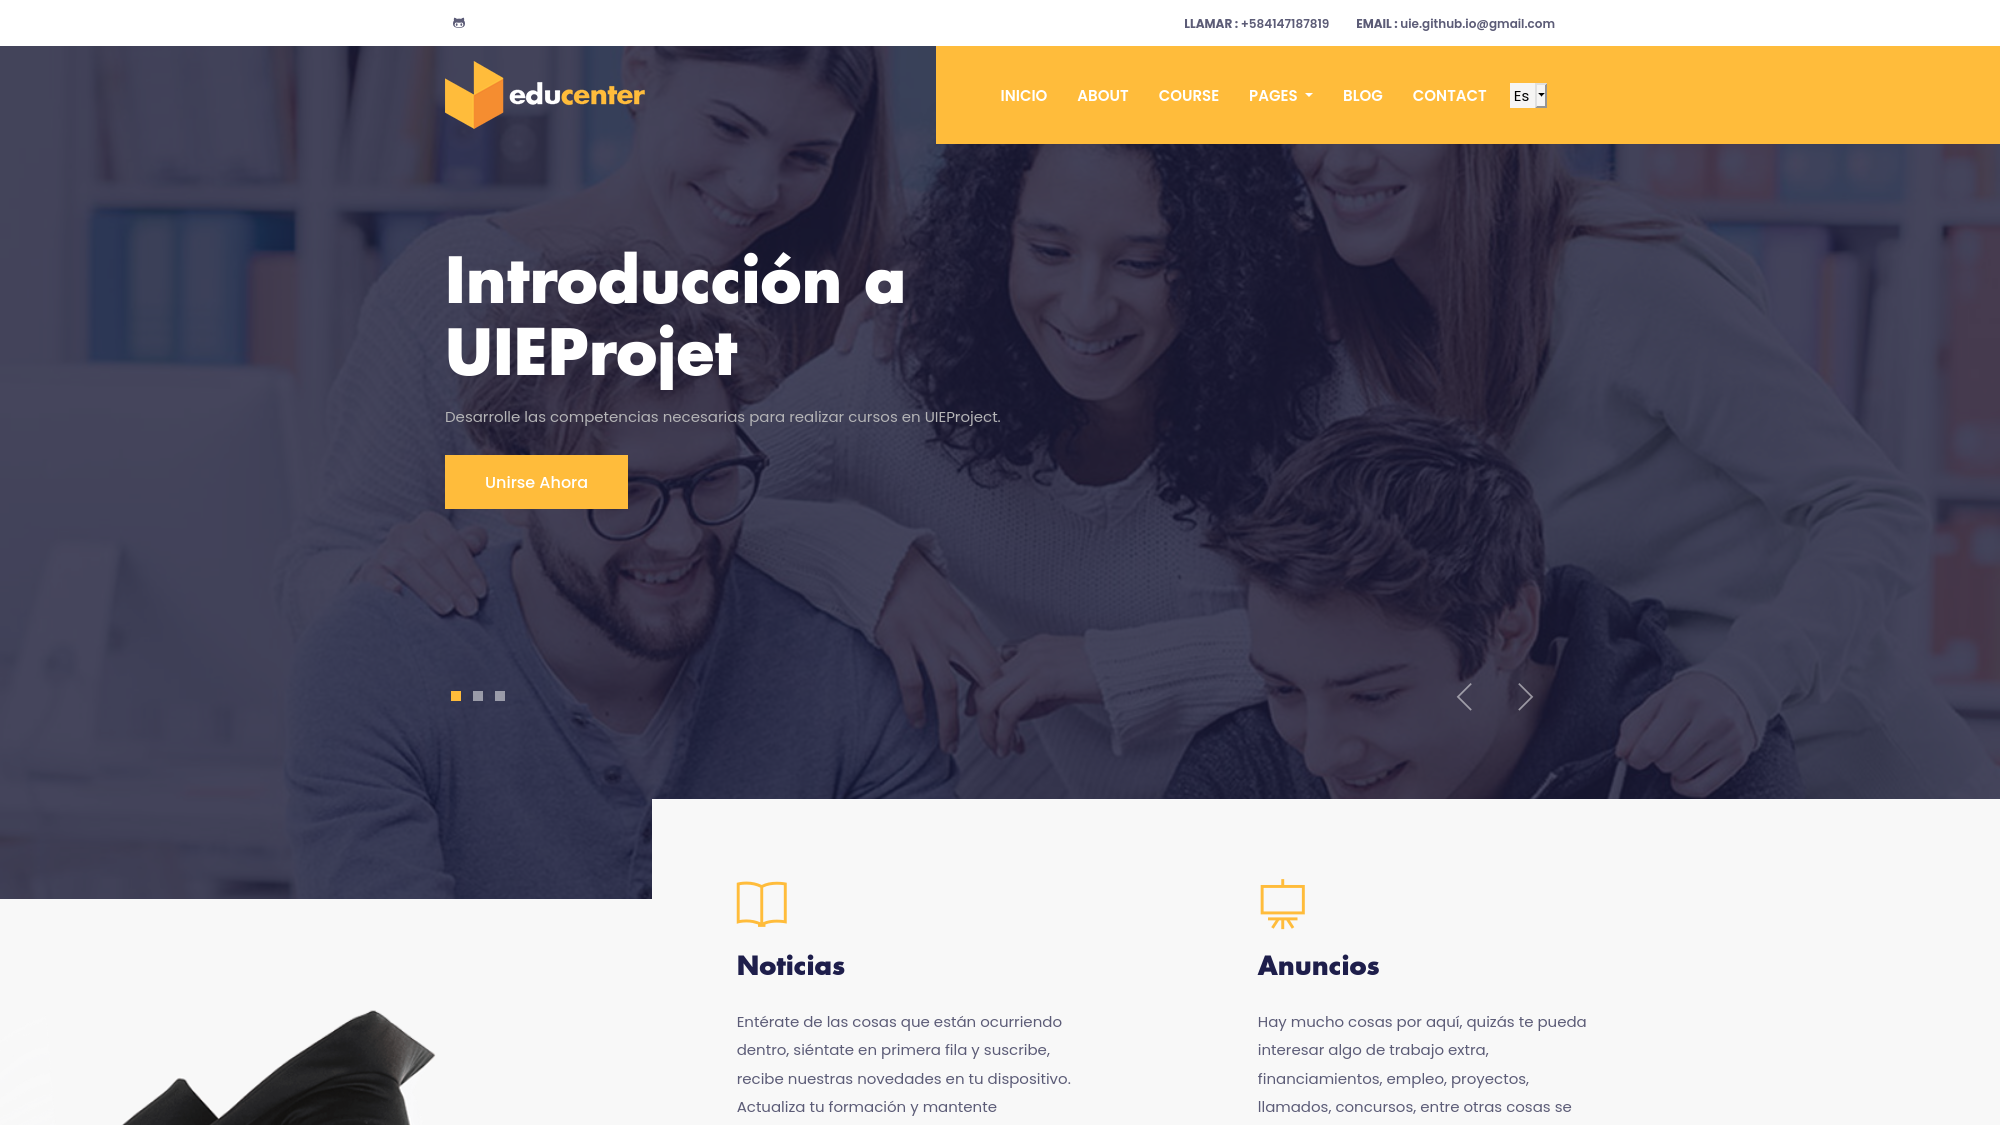 LLAMAR : +584147187819 EMAIL : uie.github.io@gmail.com
educenter
INICIO ABOUT COURSE PAGES BLOG CONTACT Es
Introducción a
UIEProjet
Desarrolle las competencias necesarias para realizar cursos en UIEProject.
Unirse Ahora
Noticias
Entérate de las cosas que están ocurriendo
dentro, siéntate en primera fila y suscribe,
recibe nuestras novedades en tu dispositivo.
Actualiza tu formación y mantente
Anuncios
Hay mucho cosas por aquí, quizás te pueda
interesar algo de trabajo extra,
financiamientos, empleo, proyectos,
llamados, concursos, entre otras cosas se